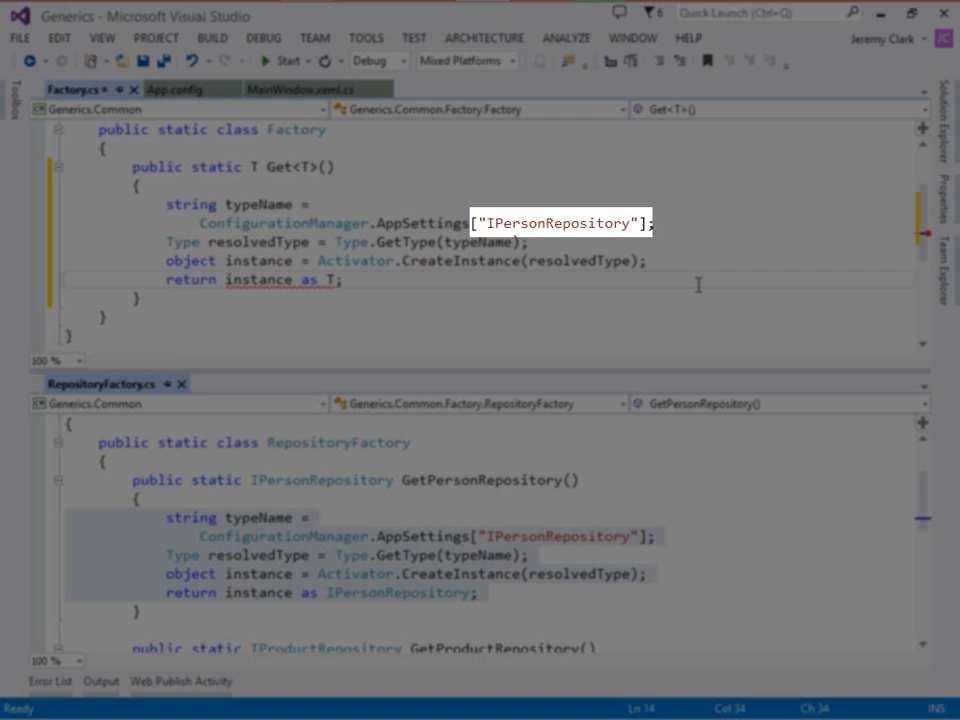 Generics - Microsoft Visual Studio
6
Quick Launch (Ctrl+Q)
FILE EDIT VIEW PROJECT BUILD DEBUG TEAM TOOLS TEST ARCHITECTURE ANALYZE WINDOW HELP
Jeremy Clark JC
Start Debug Mixed Platforms
Toolbox
Factory.cs App.config MainWindow.xaml.cs
Generics.Common Generics.Common.Factory.Factory Get<T>()
public static class Factory
{
public static T Get<T>()
{
string typeName =
ConfigurationManager.AppSettings["IPersonRepository"];
Type resolvedType = Type.GetType(typeName);
object instance = Activator.CreateInstance(resolvedType);
return instance as T;
}
}
}
100 %
RepositoryFactory.cs
Generics.Common Generics.Common.Factory.RepositoryFactory GetPersonRepository()
{
public static class RepositoryFactory
{
public static IPersonRepository GetPersonRepository()
{
string typeName =
ConfigurationManager.AppSettings["IPersonRepository"];
Type resolvedType = Type.GetType(typeName);
object instance = Activator.CreateInstance(resolvedType);
return instance as IPersonRepository;
}
public static IProductRepository GetProductRepository()
100 %
Solution Explorer
Properties
Team Explorer
Error List Output Web Publish Activity
Ready Ln 14 Col 34 Ch 34 INS